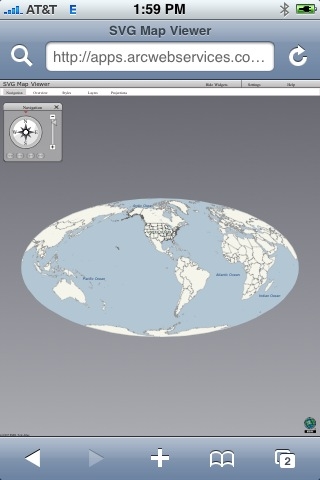 AT&T E 1:59 PM
SVG Map Viewer
http://apps.arcwebservices.co…
SVG Map Viewer Hide Widgets Settings Help
Navigation Overview Styles Layers Projections
Navigation
Arctic Ocean
Pacific Ocean
Atlantic Ocean
Indian Ocean
2